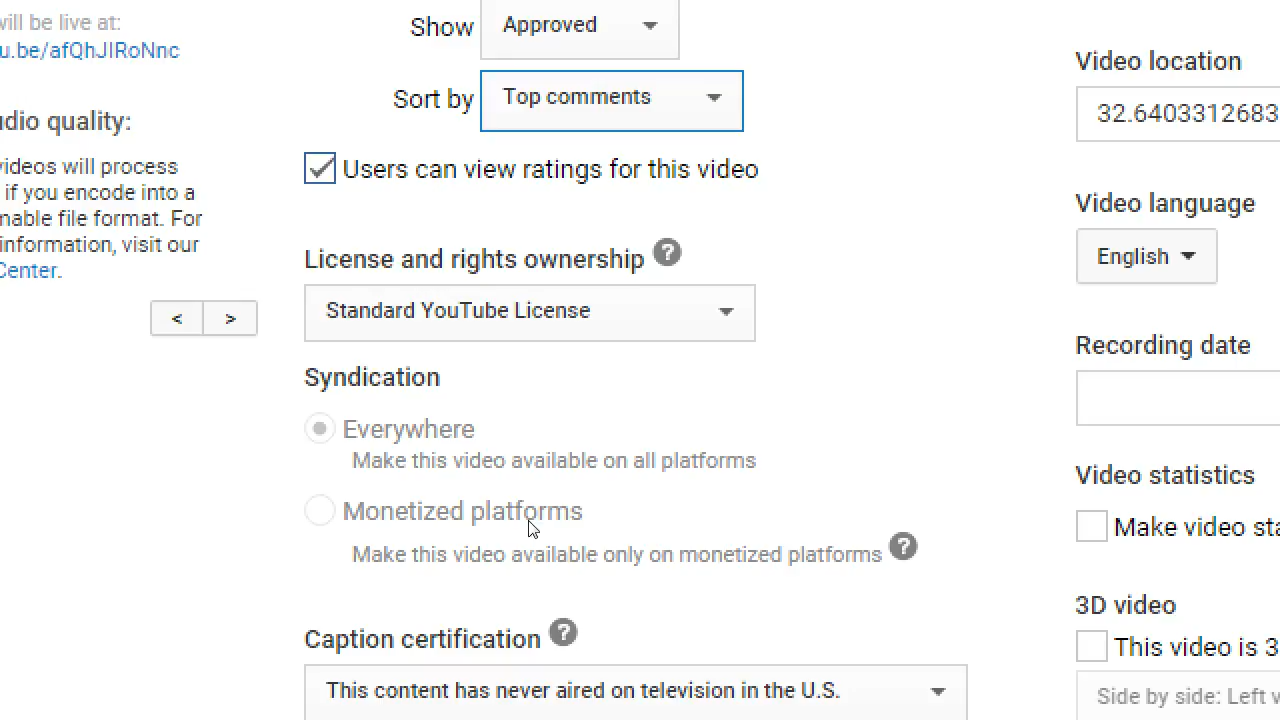 will be live at:
u.be/afQhJIRoNnc
dio quality:
videos will process
if you encode into a
file format. For
information, visit our
Center.
< >
Show Approved
Sort by Top comments
Users can view ratings for this video
License and rights ownership ?
Standard YouTube License
Syndication
Everywhere
Make this video available on all platforms
Monetized platforms
Make this video available only on monetized platforms ?
Caption certification ?
This content has never aired on television in the U.S.
Video location
32.6403312683
Video language
English
Recording date
Video statistics
Make video sta
3D video
This video is 3
Side by side: Left v